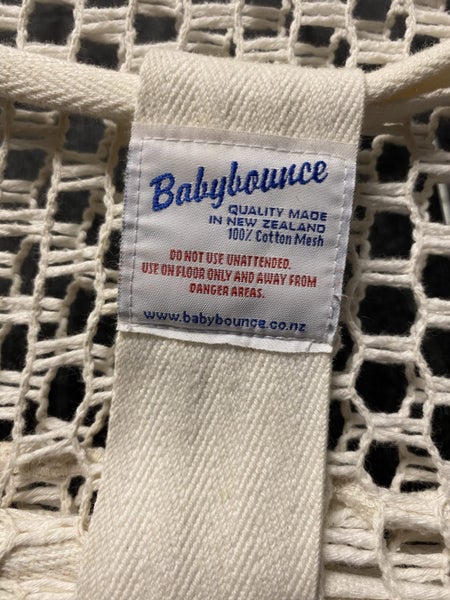 Babybounce
QUALITY MADE
IN NEW ZEALAND
100% Cotton Mesh
DO NOT USE UNATTENDED.
USE ON FLOOR ONLY AND AWAY FROM
DANGER AREAS.
www.babybounce.co.nz